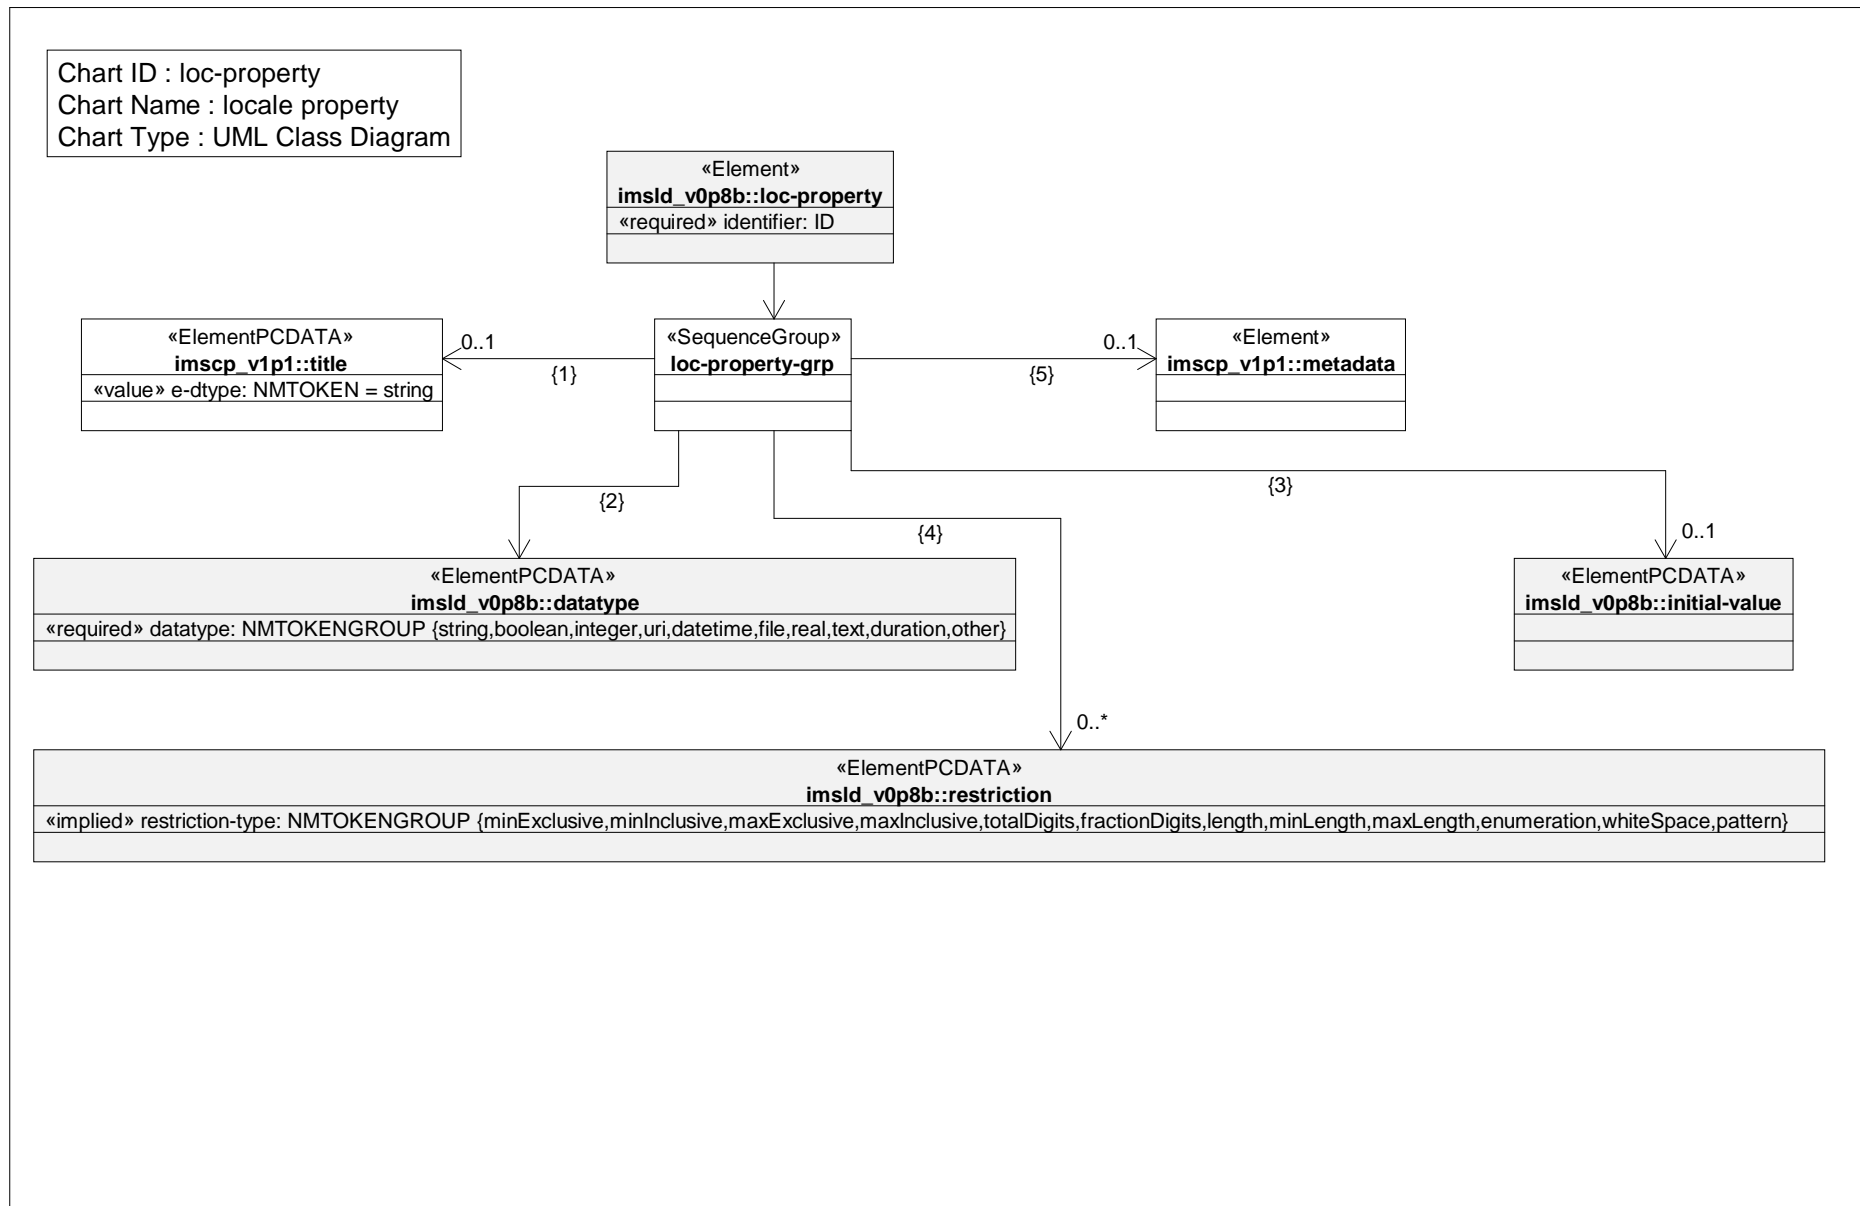 Chart ID : loc-property
Chart Name : locale property
Chart Type : UML Class Diagram
«Element»
imsld_v0p8b::loc-property
«required» identifier: ID
«ElementPCDATA»
imscp_v1p1::title
«value» e-dtype: NMTOKEN = string
0..1
{1}
«SequenceGroup»
loc-property-grp
0..1
{5}
«Element»
imscp_v1p1::metadata
{2}
{4}
{3}
0..1
«ElementPCDATA»
imsld_v0p8b::datatype
«required» datatype: NMTOKENGROUP {string,boolean,integer,uri,datetime,file,real,text,duration,other}
«ElementPCDATA»
imsld_v0p8b::initial-value
0..*
«ElementPCDATA»
imsld_v0p8b::restriction
«implied» restriction-type: NMTOKENGROUP {minExclusive,minInclusive,maxExclusive,maxInclusive,totalDigits,fractionDigits,length,minLength,maxLength,enumeration,whiteSpace,pattern}